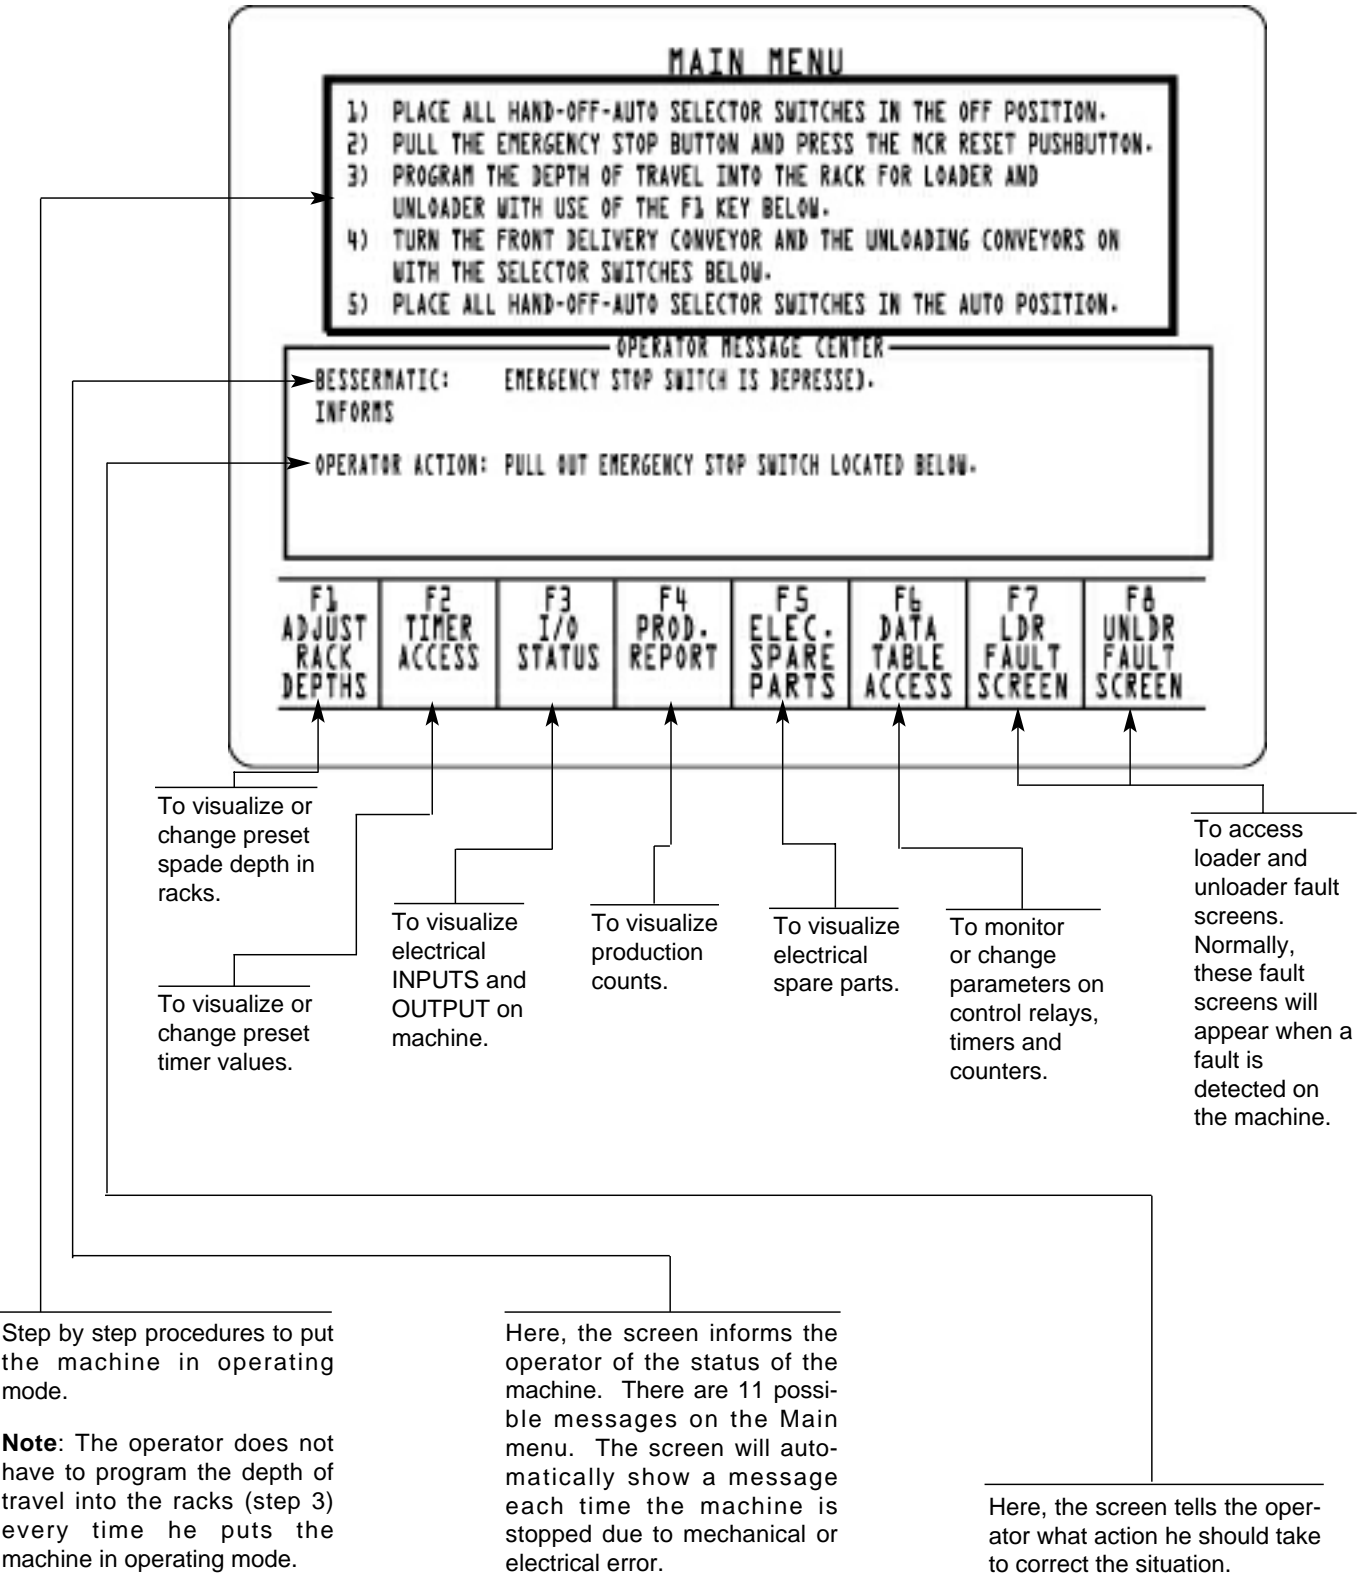 MAIN MENU
1) PLACE ALL HAND-OFF-AUTO SELECTOR SWITCHES IN THE OFF POSITION.
2) PULL THE EMERGENCY STOP BUTTON AND PRESS THE MCR RESET PUSHBUTTON.
3) PROGRAM THE DEPTH OF TRAVEL INTO THE RACK FOR LOADER AND
UNLOADER WITH USE OF THE F1 KEY BELOW.
4) TURN THE FRONT DELIVERY CONVEYOR AND THE UNLOADING CONVEYORS ON
WITH THE SELECTOR SWITCHES BELOW.
5) PLACE ALL HAND-OFF-AUTO SELECTOR SWITCHES IN THE AUTO POSITION.
OPERATOR MESSAGE CENTER
BESSERMATIC: EMERGENCY STOP SWITCH IS DEPRESSED.
INFORMS
OPERATOR ACTION: PULL OUT EMERGENCY STOP SWITCH LOCATED BELOW.
F1
ADJUST
RACK
DEPTHS
F2
TIMER
ACCESS
F3
I/O
STATUS
F4
PROD.
REPORT
F5
ELEC.
SPARE
PARTS
F6
DATA
TABLE
ACCESS
F7
LDR
FAULT
SCREEN
F8
UNLDR
FAULT
SCREEN
To visualize or
change preset
spade depth in
racks.
To visualize or
change preset
timer values.
To visualize
electrical
INPUTS and
OUTPUT on
machine.
To visualize
production
counts.
To visualize
electrical
spare parts.
To monitor
or change
parameters on
control relays,
timers and
counters.
To access
loader and
unloader fault
screens.
Normally,
these fault
screens will
appear when a
fault is
detected on
the machine.
Step by step procedures to put
the machine in operating
mode.
Note: The operator does not
have to program the depth of
travel into the racks (step 3)
every time he puts the
machine in operating mode.
Here, the screen informs the
operator of the status of the
machine. There are 11 possi-
ble messages on the Main
menu. The screen will auto-
matically show a message
each time the machine is
stopped due to mechanical or
electrical error.
Here, the screen tells the oper-
ator what action he should take
to correct the situation.